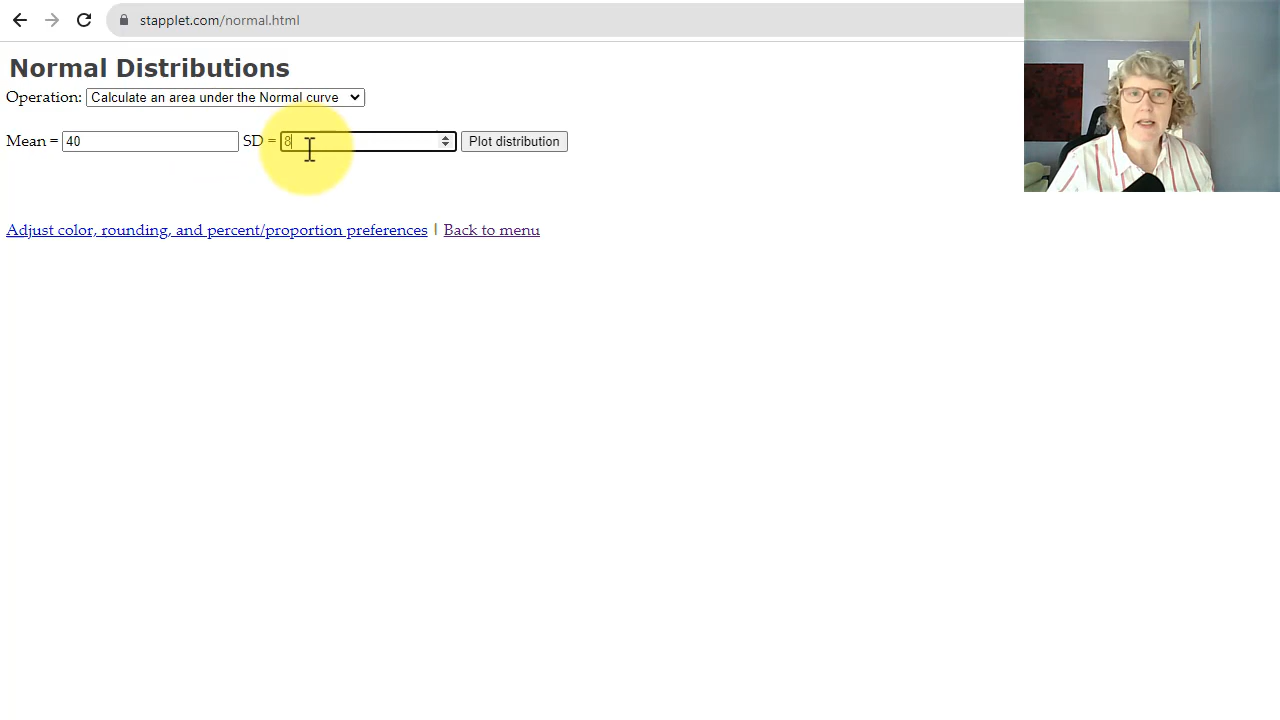 stapplet.com/normal.html
Normal Distributions
Operation: Calculate an area under the Normal curve
Mean = 40 SD = 8 Plot distribution
Adjust color, rounding, and percent/proportion preferences | Back to menu